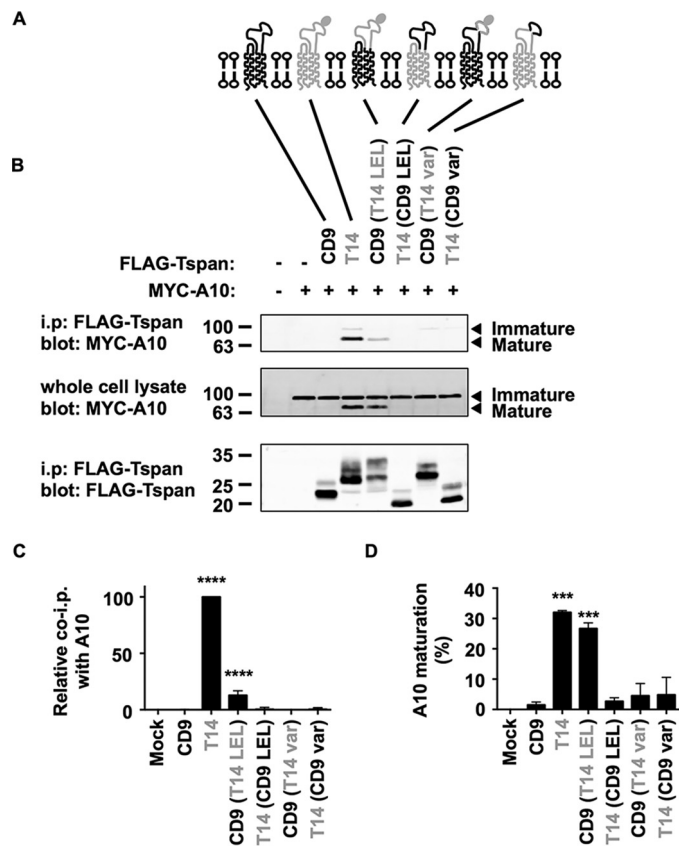 A
B
CD9
T14
CD9 (T14 LEL)
T14 (CD9 LEL)
CD9 (T14 var)
T14 (CD9 var)
FLAG-Tspan: - -
MYC-A10: - + + + + + + +
i.p: FLAG-Tspan
blot: MYC-A10
100
63
Immature
Mature
whole cell lysate
blot: MYC-A10
100
63
Immature
Mature
i.p: FLAG-Tspan
blot: FLAG-Tspan
35
25
20
C
Relative co-i.p.
with A10
100
50
0
****
****
Mock
CD9
T14
CD9 (T14 LEL)
T14 (CD9 LEL)
CD9 (T14 var)
T14 (CD9 var)
D
A10 maturation
(%)
40
30
20
10
0
***
***
Mock
CD9
T14
CD9 (T14 LEL)
T14 (CD9 LEL)
CD9 (T14 var)
T14 (CD9 var)